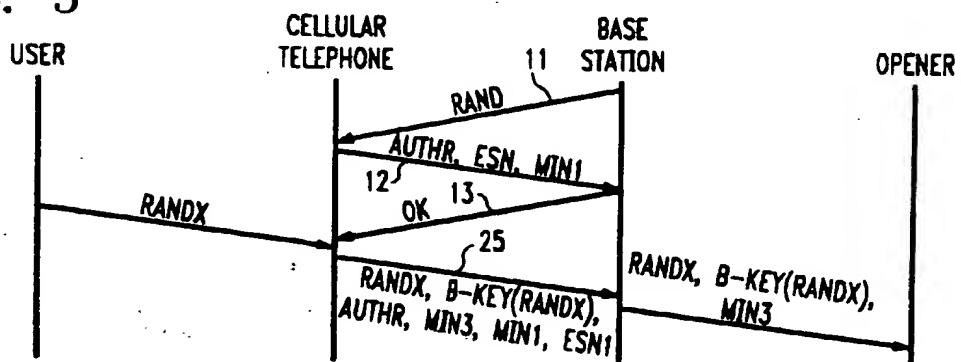 USER
CELLULAR
TELEPHONE
BASE
STATION
OPENER
11
RAND
AUTHR, ESN, MIN1
12
13
OK
RANDX
25
RANDX, B-KEY(RANDX),
AUTHR, MIN3, MIN1, ESN1
RANDX, B-KEY(RANDX),
MIN3